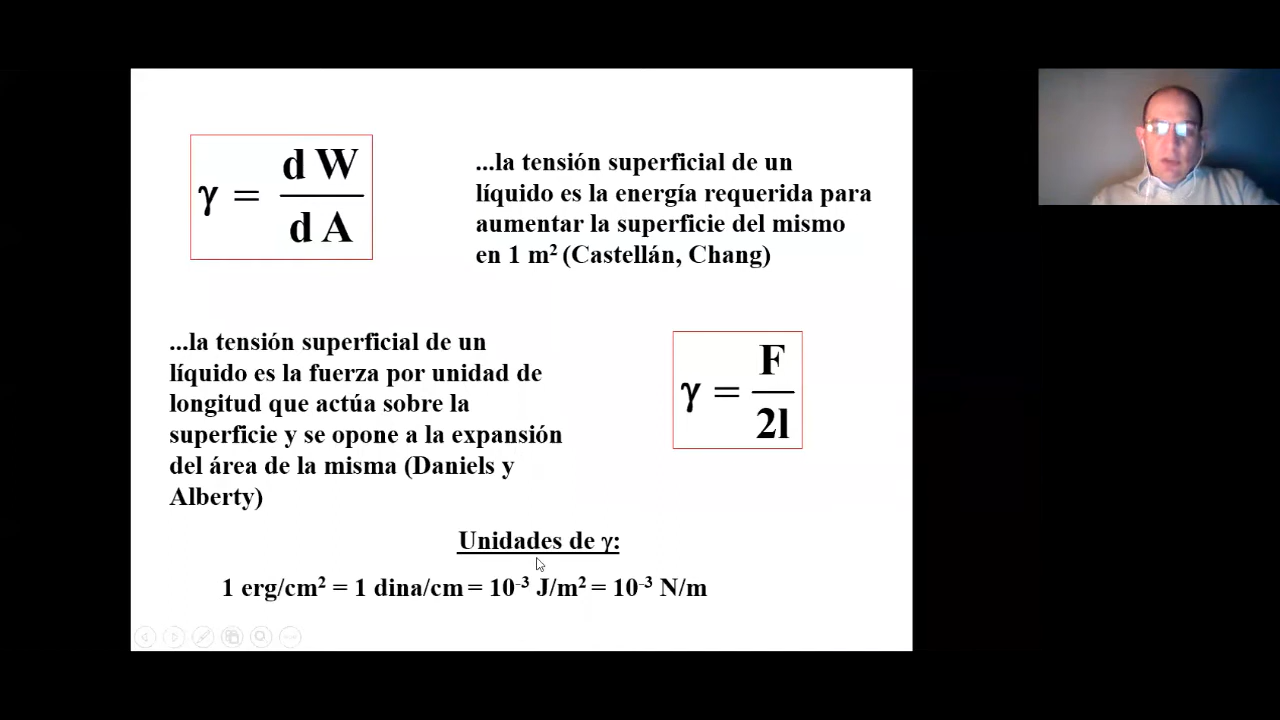 γ = d W / d A
...la tensión superficial de un
líquido es la energía requerida para
aumentar la superficie del mismo
en 1 m² (Castellán, Chang)
...la tensión superficial de un
líquido es la fuerza por unidad de
longitud que actúa sobre la
superficie y se opone a la expansión
del área de la misma (Daniels y
Alberty)
γ = F / 2l
Unidades de γ:
1 erg/cm² = 1 dina/cm = 10⁻³ J/m² = 10⁻³ N/m